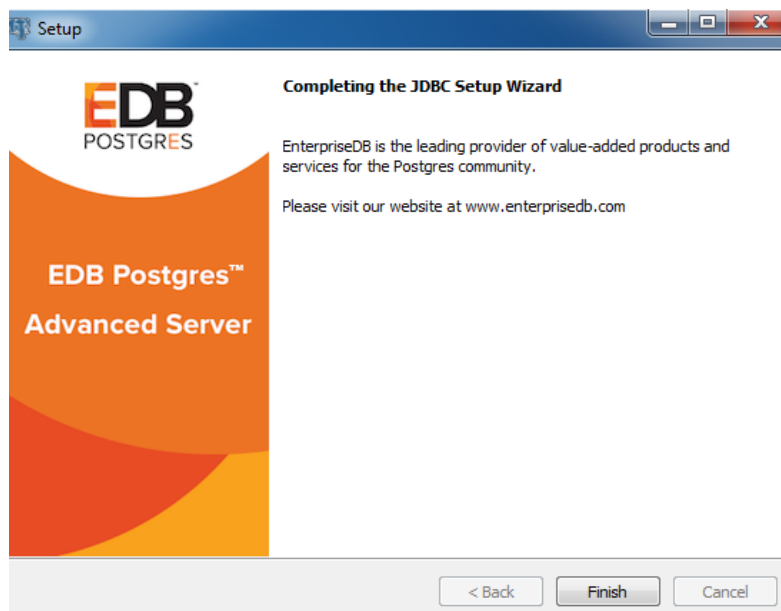 Setup
EDB™
POSTGRES
Completing the JDBC Setup Wizard
EnterpriseDB is the leading provider of value-added products and
services for the Postgres community.
Please visit our website at www.enterprisedb.com
EDB Postgres™
Advanced Server
< Back
Finish
Cancel